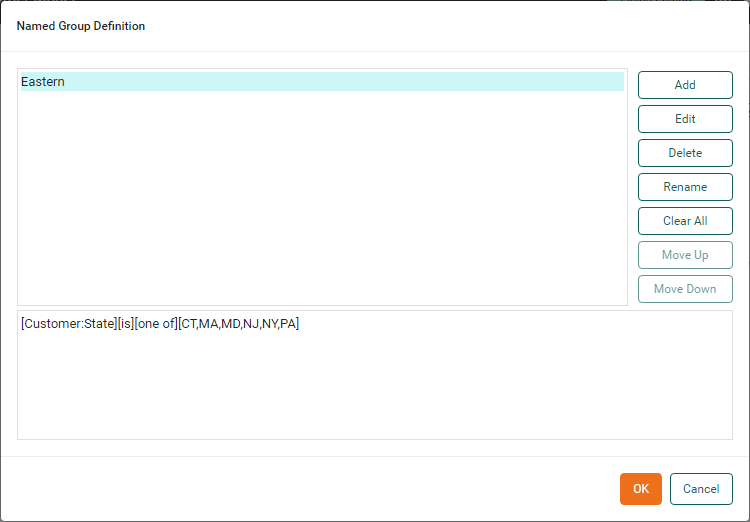 Named Group Definition
Eastern
Add
Edit
Delete
Rename
Clear All
Move Up
Move Down
[Customer:State][is][one of][CT,MA,MD,NJ,NY,PA]
OK
Cancel